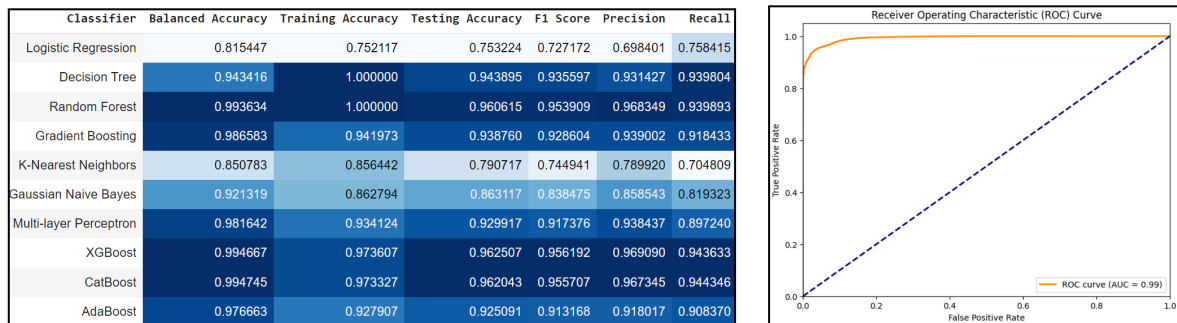 Classifier Balanced Accuracy Training Accuracy Testing Accuracy F1 Score Precision Recall
Logistic Regression 0.815447 0.752117 0.753224 0.727172 0.698401 0.758415
Decision Tree 0.943416 1.000000 0.943895 0.935597 0.931427 0.939804
Random Forest 0.993634 1.000000 0.960615 0.953909 0.968349 0.939893
Gradient Boosting 0.986583 0.941973 0.938760 0.928604 0.939002 0.918433
K-Nearest Neighbors 0.850783 0.856442 0.790717 0.744941 0.789920 0.704809
Gaussian Naive Bayes 0.921319 0.862794 0.863117 0.838475 0.858543 0.819323
Multi-layer Perceptron 0.981642 0.934124 0.929917 0.917376 0.938437 0.897240
XGBoost 0.994667 0.973607 0.962507 0.956192 0.969090 0.943633
CatBoost 0.994745 0.973327 0.962043 0.955707 0.967345 0.944346
AdaBoost 0.976663 0.927907 0.925091 0.913168 0.918017 0.908370
Receiver Operating Characteristic (ROC) Curve
True Positive Rate
1.0
0.8
0.6
0.4
0.2
0.0
0.0 0.2 0.4 0.6 0.8 1.0
False Positive Rate
ROC curve (AUC = 0.99)